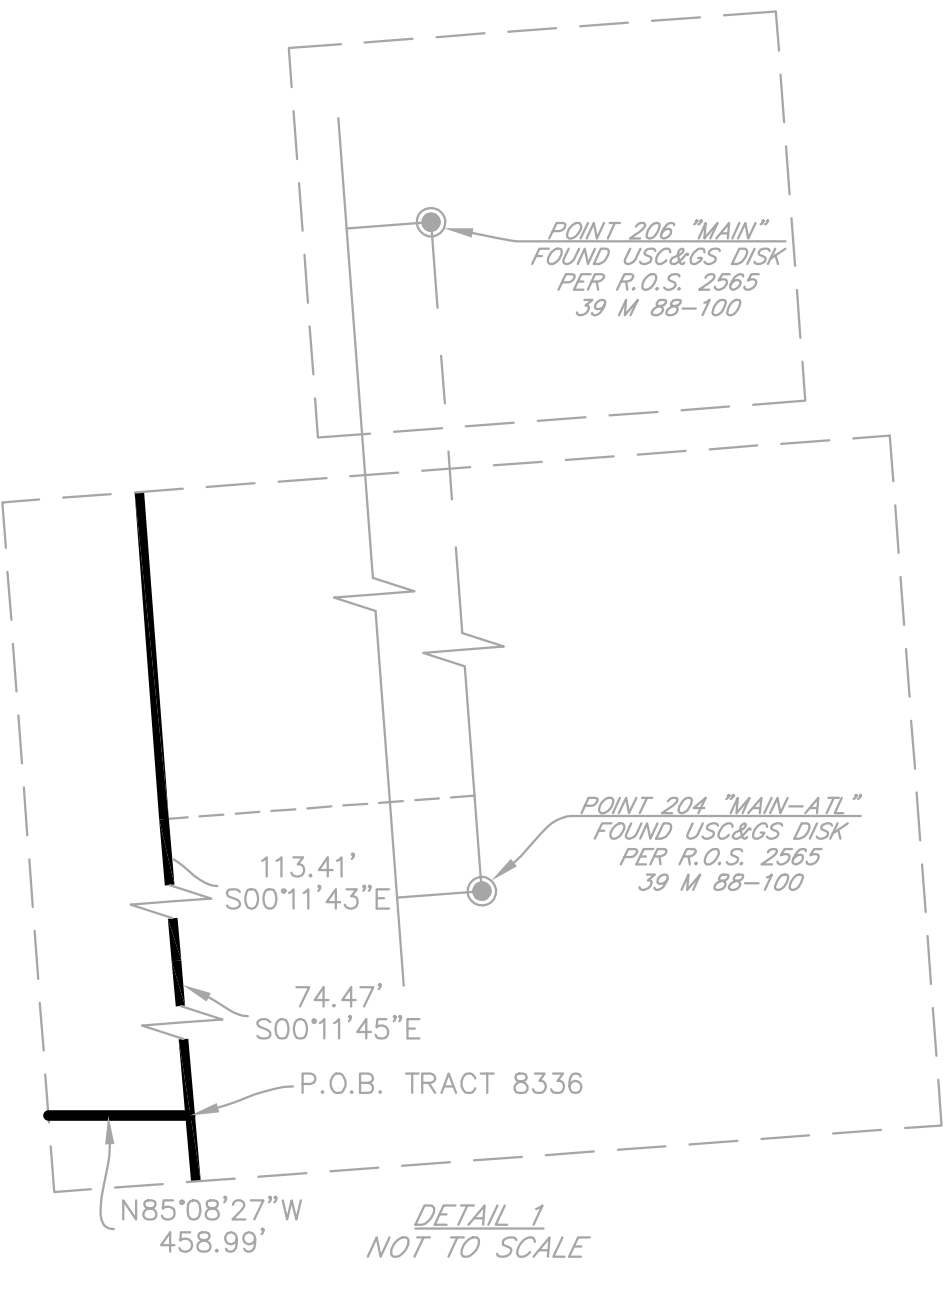 POINT 206 "MAIN"
FOUND USC&GS DISK
PER R.O.S. 2565
39 M 88-100
POINT 204 "MAIN-ATL"
FOUND USC&GS DISK
PER R.O.S. 2565
39 M 88-100
113.41'
S00°11'43"E
74.47'
S00°11'45"E
P.O.B. TRACT 8336
N85°08'27"W
458.99'
DETAIL 1
NOT TO SCALE